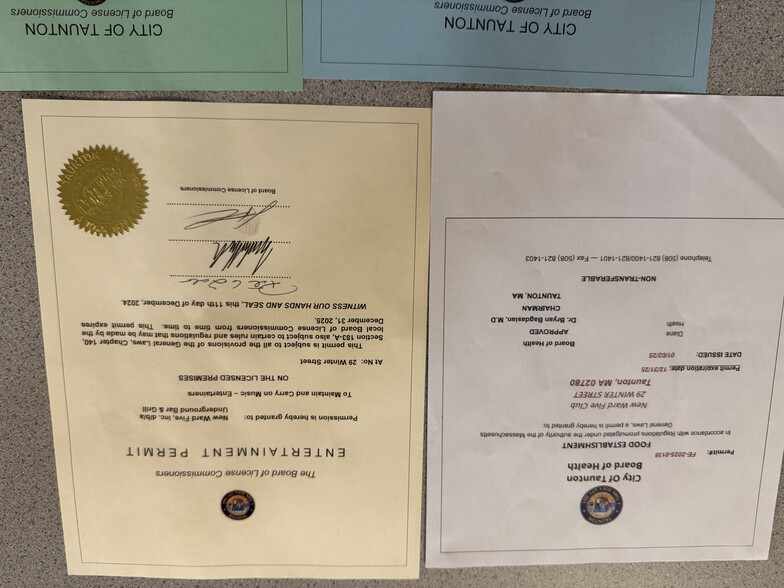 The Board of License Commissioners
ENTERTAINMENT PERMIT
Permission is hereby granted to: New Ward Five, Inc. d/b/a
Underground Bar & Grill
To Maintain and Carry on Music – Entertainers
ON THE LICENSED PREMISES
At: No: 29 Winter Street
This permit is subject to all the provisions of the General Laws, Chapter 140,
Section 183-A, also subject to certain rules and regulations that may be made by the
local Board of License Commissioners from time to time. This permit expires
December 31, 2025.
WITNESS OUR HANDS AND SEAL, this 11th day of December, 2024.
Board of License Commissioners
TAUNTON
City Of Taunton
Board of Health
Permit#: FE-2025-0138
FOOD ESTABLISHMENT
In accordance with Regulations promulgated under the authority of the Massachusetts
General Laws, a permit is hereby granted to:
New Ward Five Club
29 WINTER STREET
Taunton, MA 02780
Permit expiration date: 12/31/25
DATE ISSUED: 01/02/25
Board of Health
Diane APPROVED
Health Dr. Bryan Bagdasian, M.D
CHAIRMAN
TAUNTON, MA
NON-TRANSFERABLE
Telephone (508) 821-1400/821-1401 — Fax (508) 821-1403
CITY OF TAUNTON
Board of License Commissioners
CITY OF TAUNTON
Board of License Commissioners